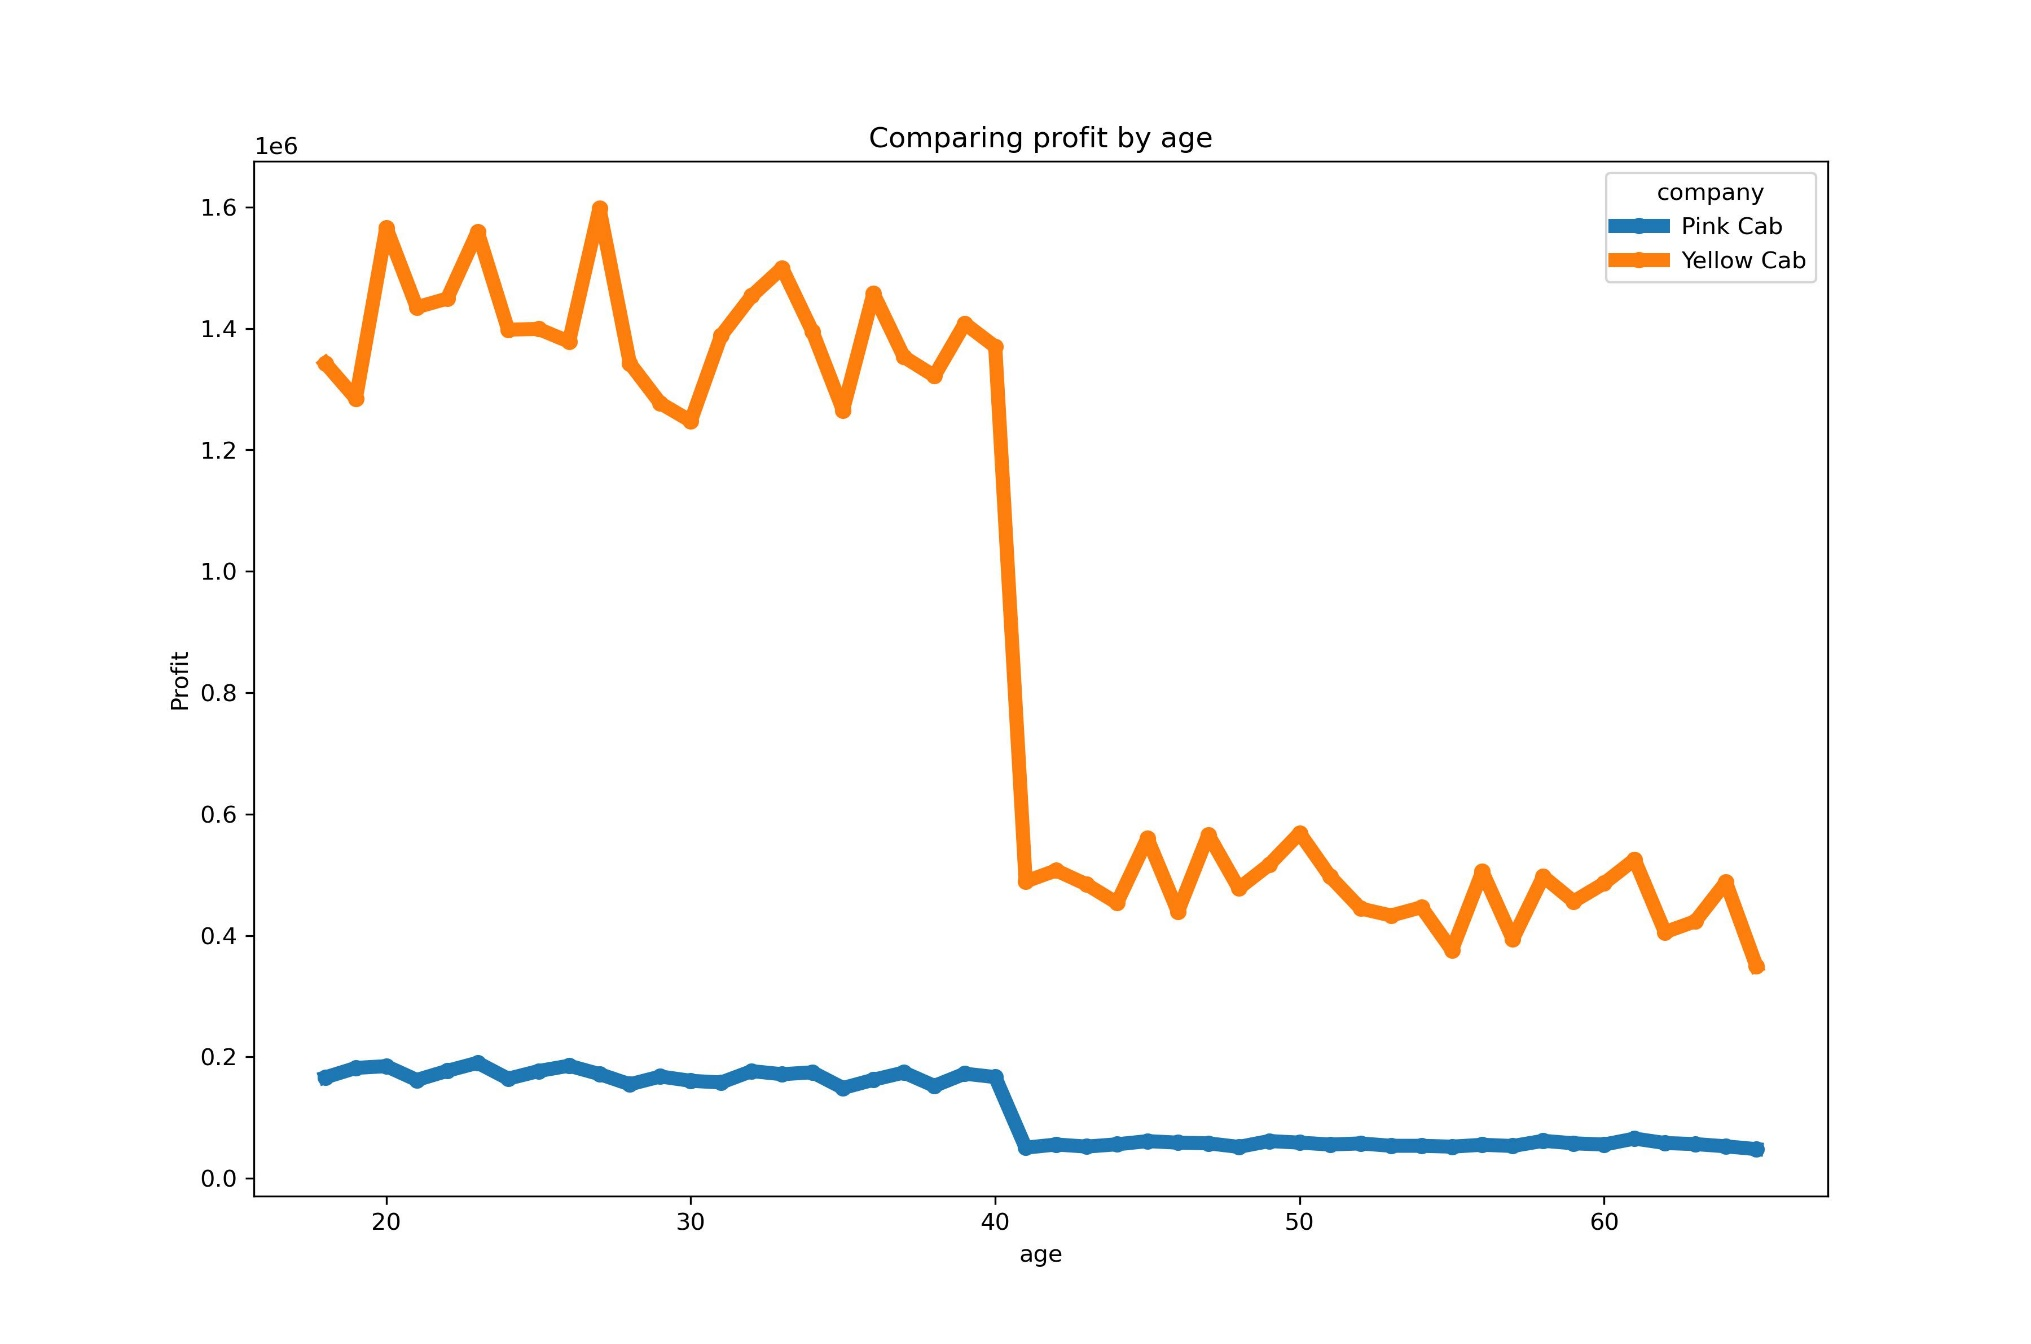 Comparing profit by age
1e6
company
Pink Cab
Yellow Cab
1.6
1.4
1.2
1.0
0.8
0.6
0.4
0.2
0.0
Profit
20 30 40 50 60
age